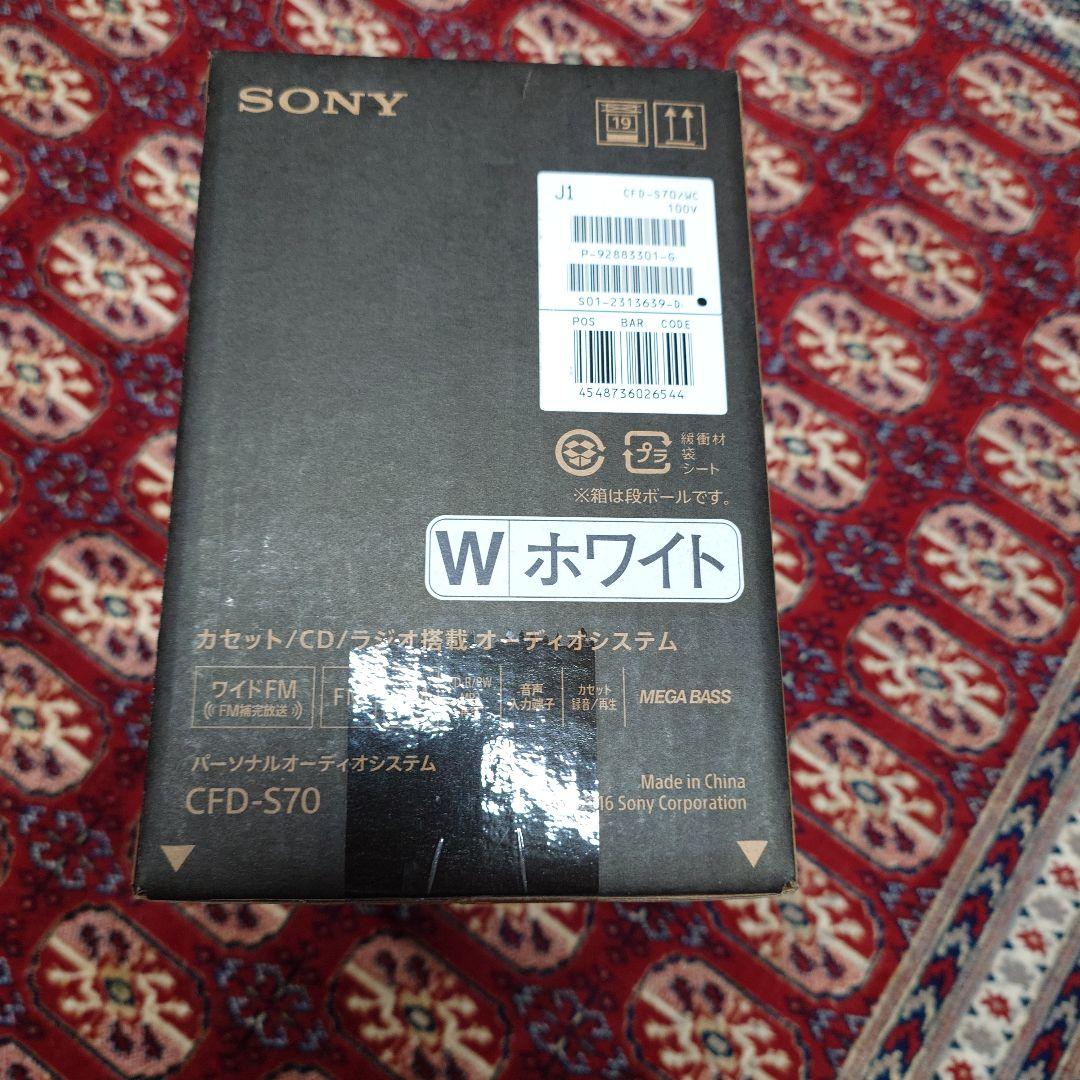 SONY
19
J1 CFD-S70/WC
100V
P-92883301-G
S01-2313639-D
POS BAR CODE
4548736026544
プラ
緩衝材
袋
シート
※箱は段ボールです。
W ホワイト
カセット/CD/ラジオ搭載 オーディオシステム
ワイドFM
FM補完放送
音声
入力端子
カセット
録音/再生
MEGA BASS
パーソナルオーディオシステム
CFD-S70
Made in China
16 Sony Corporation